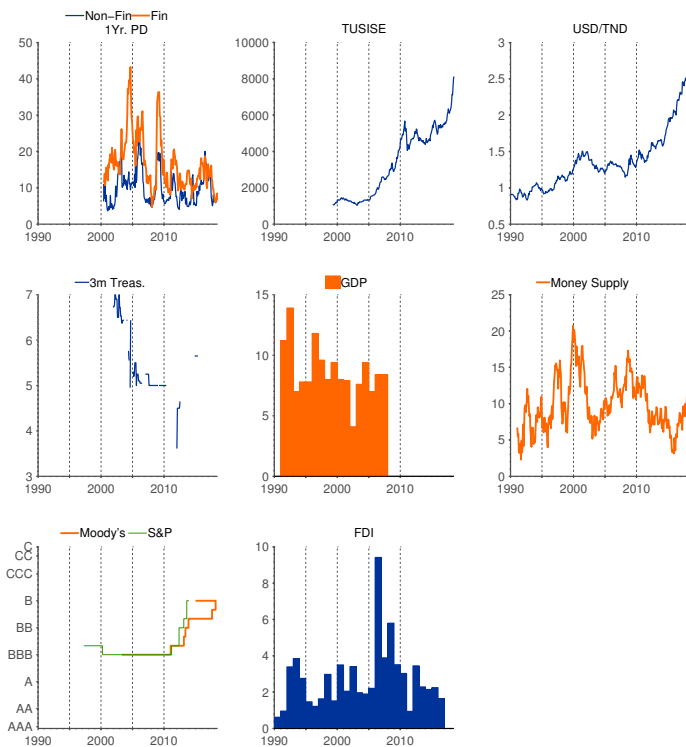 Non−Fin Fin
1Yr. PD
50
40
30
20
10
0
1990 2000 2010
TUSISE
10000
8000
6000
4000
2000
0
1990 2000 2010
USD/TND
3
2.5
2
1.5
1
0.5
1990 2000 2010
3m Treas.
7
6
5
4
3
1990 2000 2010
GDP
15
10
5
0
1990 2000 2010
Money Supply
25
20
15
10
5
0
1990 2000 2010
Moody's S&P
C
CC
CCC
B
BB
BBB
A
AA
AAA
1990 2000 2010
FDI
10
8
6
4
2
0
1990 2000 2010